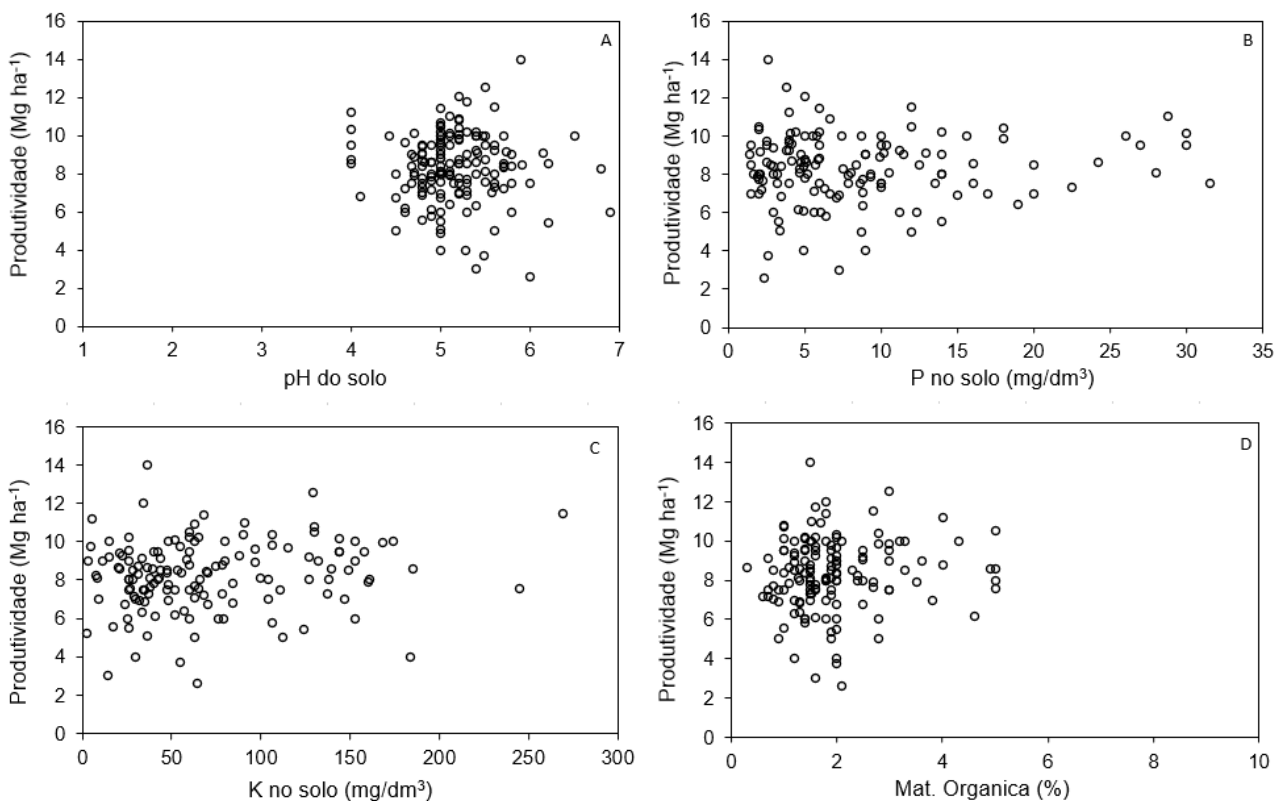 A
Produtividade (Mg ha⁻¹)
16
14
12
10
8
6
4
2
0
1 2 3 4 5 6 7
pH do solo
B
Produtividade (Mg ha⁻¹)
16
14
12
10
8
6
4
2
0
0 5 10 15 20 25 30 35
P no solo (mg/dm³)
C
Produtividade (Mg ha⁻¹)
16
14
12
10
8
6
4
2
0
0 50 100 150 200 250 300
K no solo (mg/dm³)
D
Produtividade (Mg ha⁻¹)
16
14
12
10
8
6
4
2
0
0 2 4 6 8 10
Mat. Organica (%)